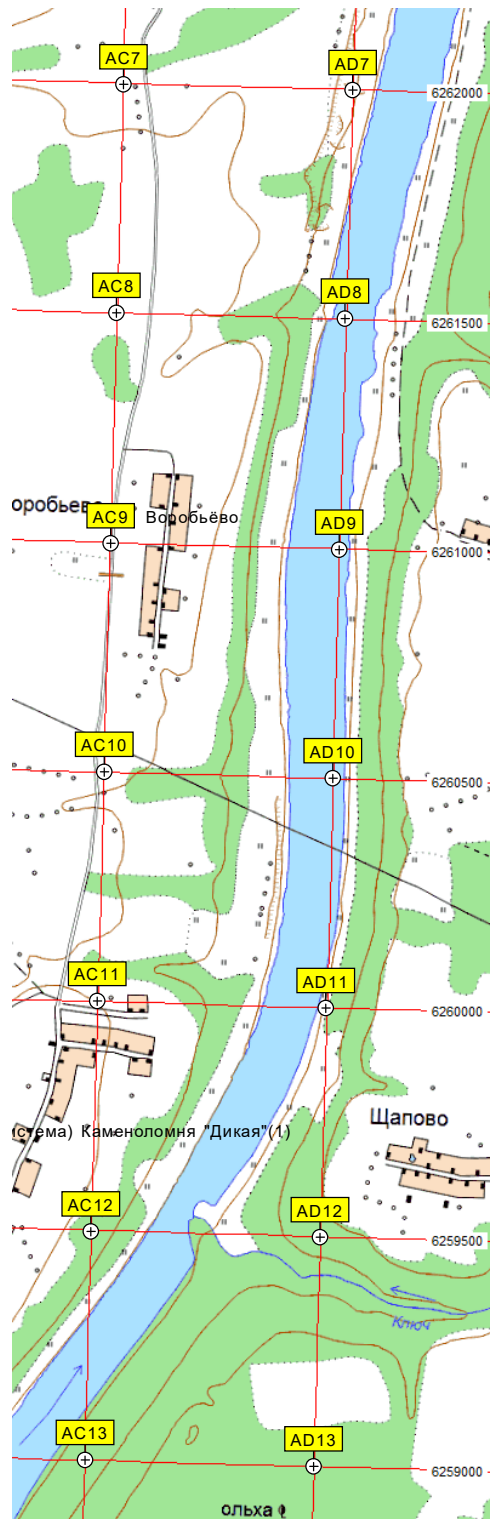 AC7
AD7
6262000
AC8
AD8
6261500
оробьево
AC9
Воробьёво
AD9
6261000
AC10
AD10
6260500
AC11
AD11
6260000
Щапово
истема) Каменоломня "Дикая"(1)
AC12
AD12
6259500
Ключ
AC13
AD13
6259000
ольха